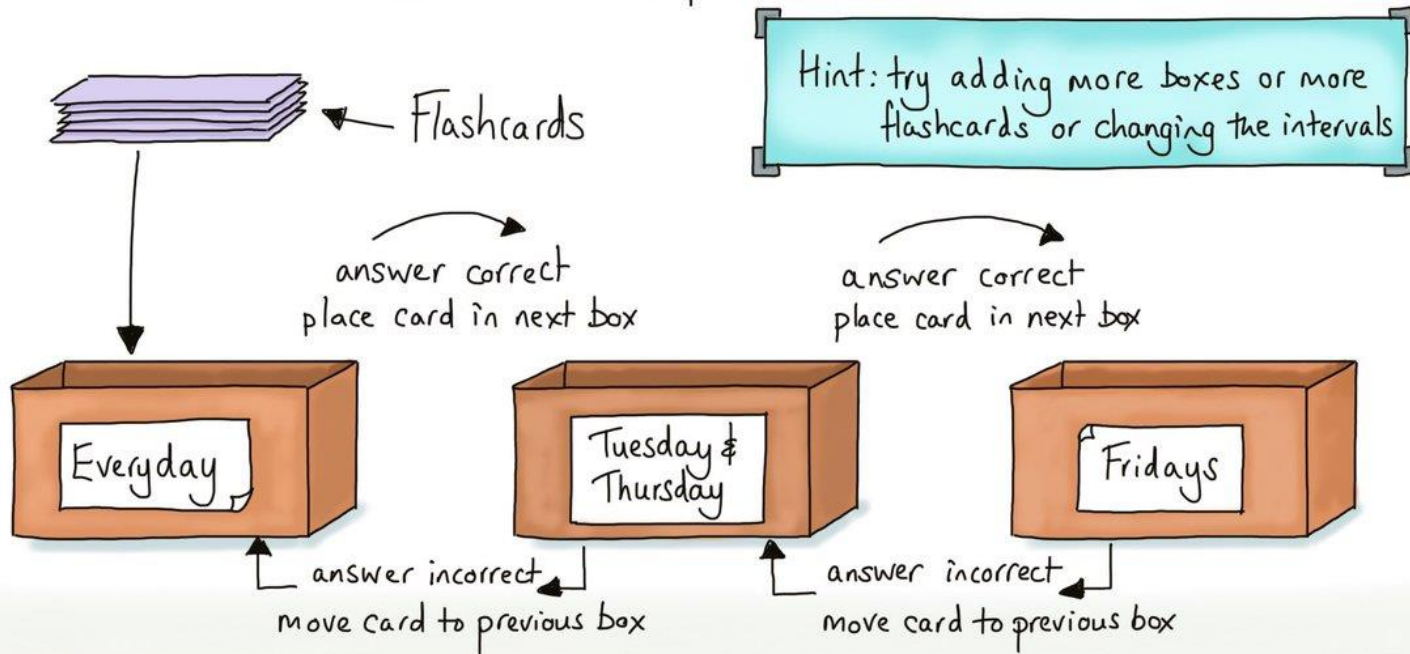 Hint: try adding more boxes or more
flashcards or changing the intervals
Flashcards
answer correct
place card in next box
answer correct
place card in next box
Everyday
Tuesday &
Thursday
Fridays
answer incorrect
move card to previous box
answer incorrect
move card to previous box